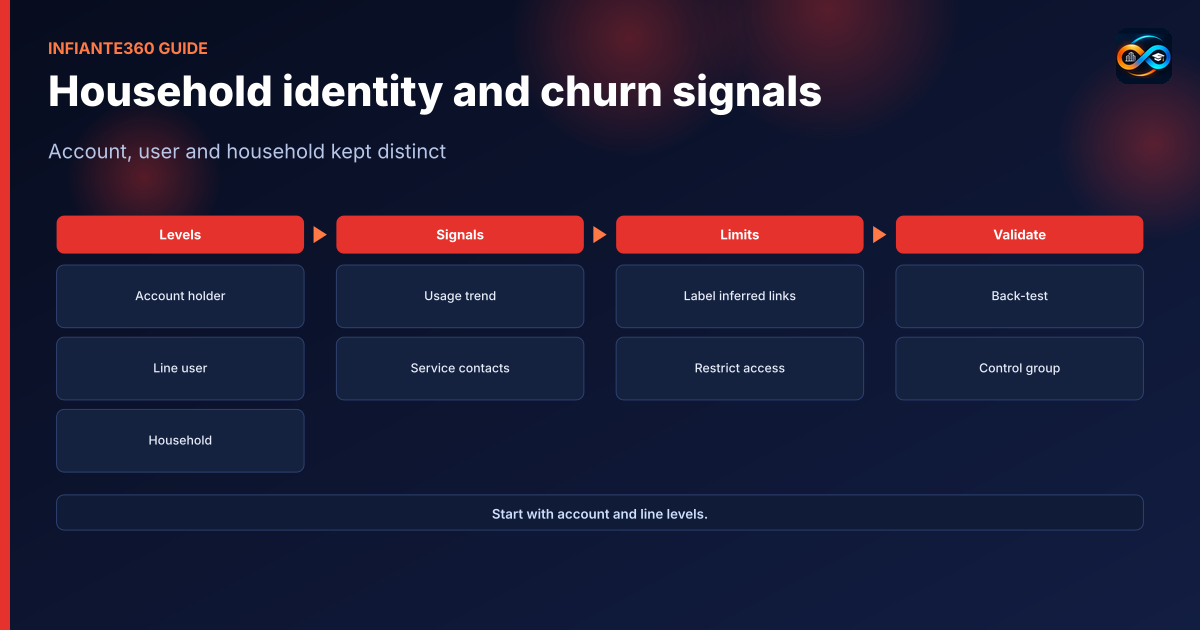 INFIANTE360 GUIDE
Household identity and churn signals
Account, user and household kept distinct
Levels
Account holder
Line user
Household
Signals
Usage trend
Service contacts
Limits
Label inferred links
Restrict access
Validate
Back-test
Control group
Start with account and line levels.